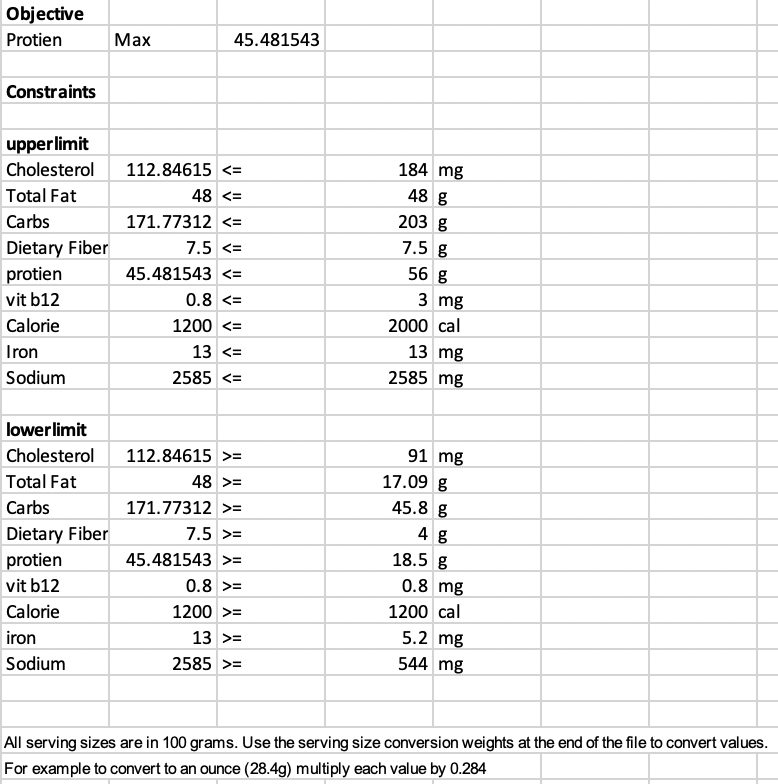 Objective
Protien Max 45.481543
Constraints
upperlimit
Cholesterol 112.84615 <= 184 mg
Total Fat 48 <= 48 g
Carbs 171.77312 <= 203 g
Dietary Fiber 7.5 <= 7.5 g
protien 45.481543 <= 56 g
vit b12 0.8 <= 3 mg
Calorie 1200 <= 2000 cal
Iron 13 <= 13 mg
Sodium 2585 <= 2585 mg
lowerlimit
Cholesterol 112.84615 >= 91 mg
Total Fat 48 >= 17.09 g
Carbs 171.77312 >= 45.8 g
Dietary Fiber 7.5 >= 4 g
protien 45.481543 >= 18.5 g
vit b12 0.8 >= 0.8 mg
Calorie 1200 >= 1200 cal
iron 13 >= 5.2 mg
Sodium 2585 >= 544 mg
All serving sizes are in 100 grams. Use the serving size conversion weights at the end of the file to convert values.
For example to convert to an ounce (28.4g) multiply each value by 0.284